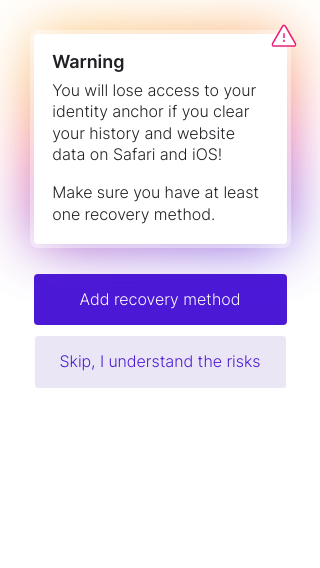 Warning
You will lose access to your
identity anchor if you clear
your history and website
data on Safari and iOS!
Make sure you have at least
one recovery method.
Add recovery method
Skip, I understand the risks